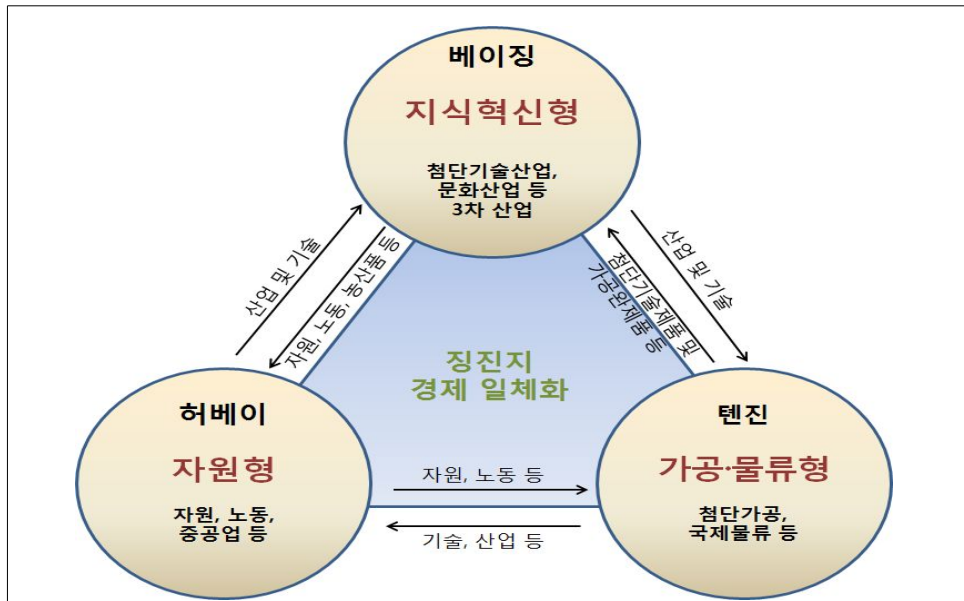 베이징
지식혁신형
첨단기술산업,
문화산업 등
3차 산업
산업 및 기술
자원, 노동, 농산품 등
산업 및 기술
첨단기술제품 및
가공완제품 등
징진지
경제 일체화
허베이
자원형
자원, 노동,
중공업 등
자원, 노동 등
기술, 산업 등
텐진
가공·물류형
첨단가공,
국제물류 등